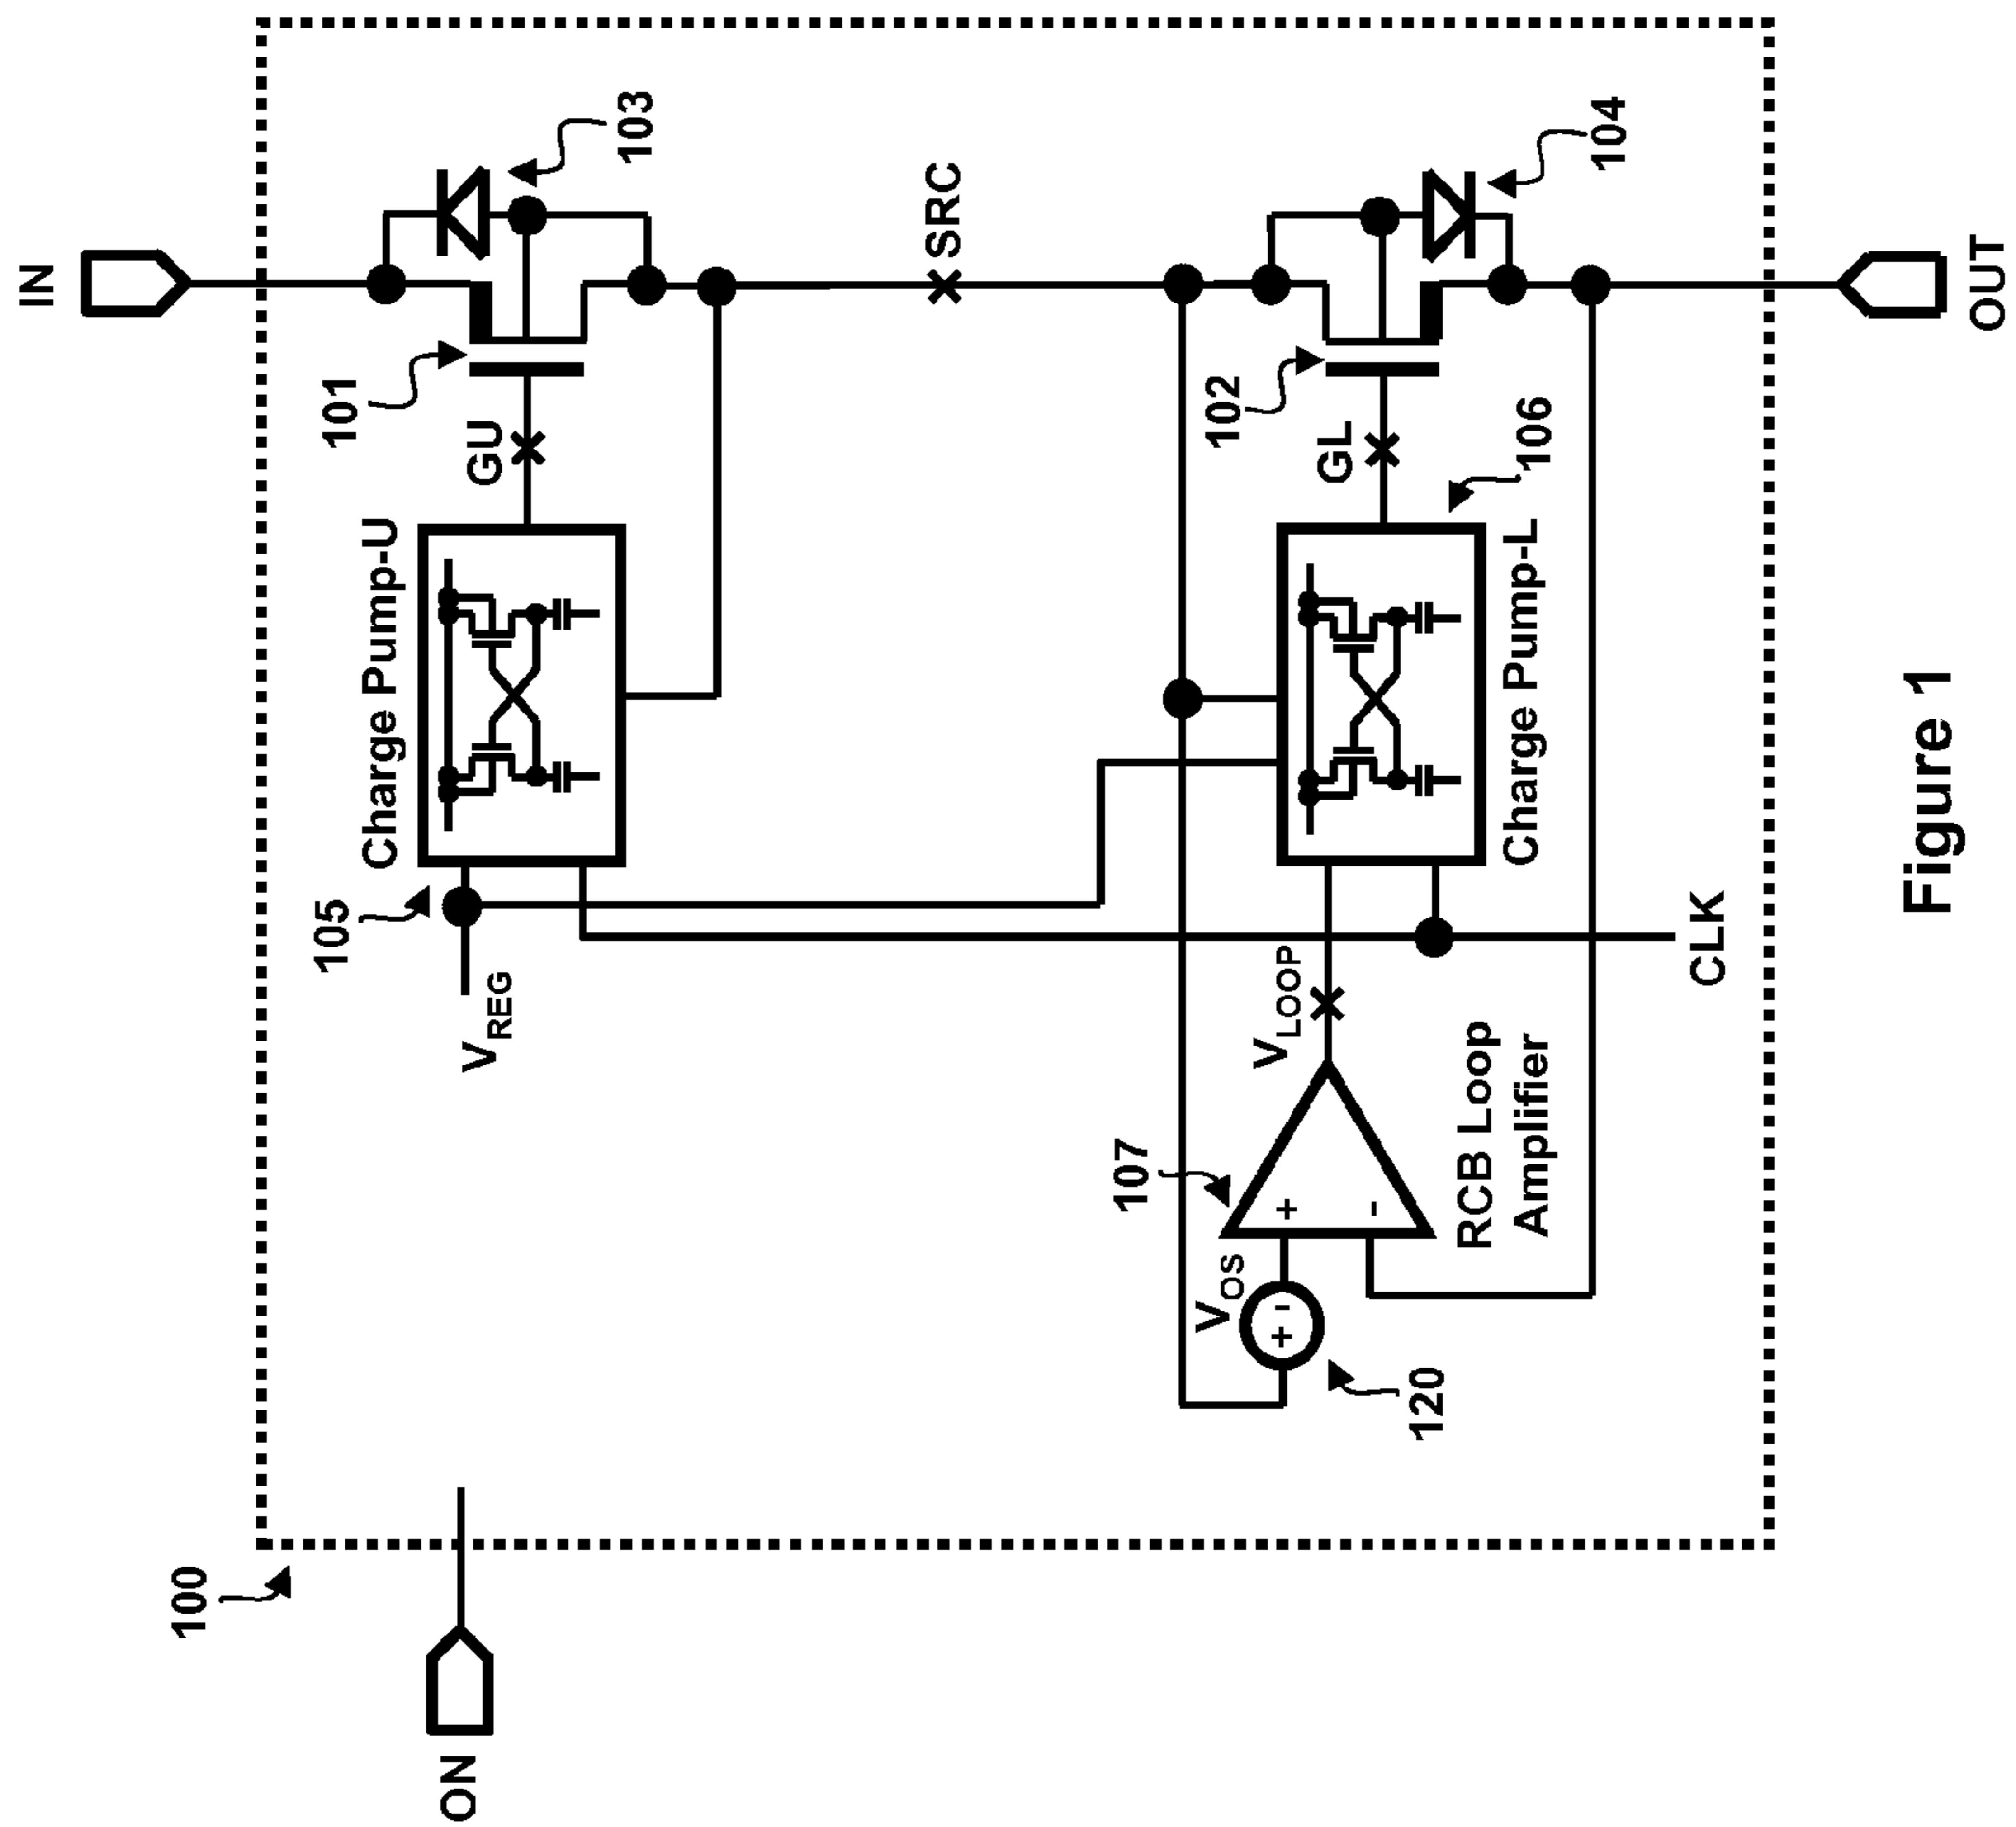 IN
103
101
GU
Charge Pump-U
105
VREG
SRC
104
102
GL
106
Charge Pump-L
OUT
VLOOP
CLK
107
+
-
RCB Loop
Amplifier
VOS
+ -
120
100
ON
Figure 1